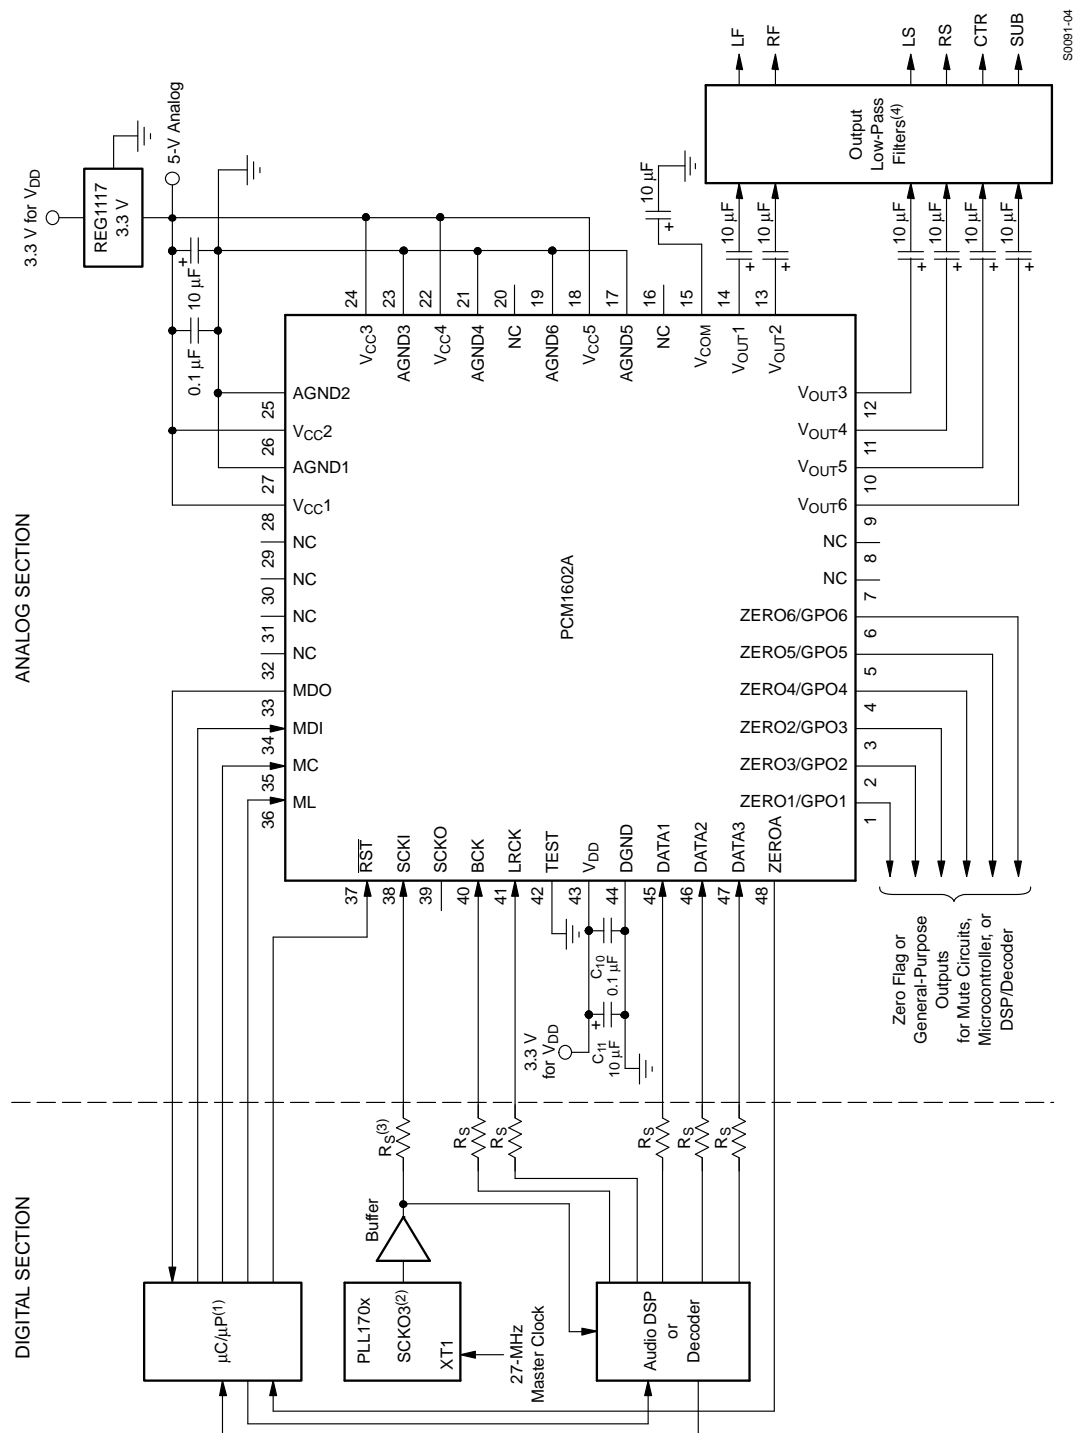 ANALOG SECTION
DIGITAL SECTION
3.3 V for VDD
REG1117
3.3 V
5-V Analog
0.1 µF
10 µF
+
24
23
22
21
20
19
18
17
16
15
14
13
VCC3
AGND3
VCC4
AGND4
NC
AGND6
VCC5
AGND5
NC
VCOM
VOUT1
VOUT2
10 µF
+
10 µF
+
10 µF
+
10 µF
+
10 µF
+
10 µF
+
10 µF
+
Output
Low-Pass
Filters(4)
LF
RF
LS
RS
CTR
SUB
S0091-04
25
26
27
28
29
30
31
32
33
34
35
36
AGND2
VCC2
AGND1
VCC1
NC
NC
NC
NC
MDO
MDI
MC
ML
PCM1602A
VOUT3
VOUT4
VOUT5
VOUT6
NC
NC
ZERO6/GPO6
ZERO5/GPO5
ZERO4/GPO4
ZERO2/GPO3
ZERO3/GPO2
ZERO1/GPO1
12
11
10
9
8
7
6
5
4
3
2
1
RST
SCKI
SCKO
BCK
LRCK
TEST
VDD
DGND
DATA1
DATA2
DATA3
ZEROA
37
38
39
40
41
42
43
44
45
46
47
48
C10
0.1 µF
C11
10 µF
+
3.3 V
for VDD
Zero Flag or
General-Purpose
Outputs
for Mute Circuits,
Microcontroller, or
DSP/Decoder
RS(3)
RS
RS
RS
RS
RS
Buffer
µC/µP(1)
PLL170x
SCKO3(2)
XT1
27-MHz
Master Clock
Audio DSP
or
Decoder